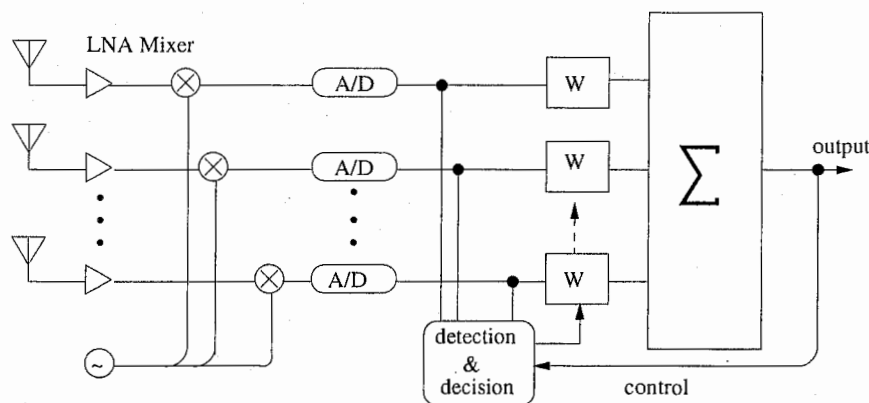 LNA Mixer
A/D
W
A/D
W
Σ
output
A/D
W
~
detection
&
decision
control